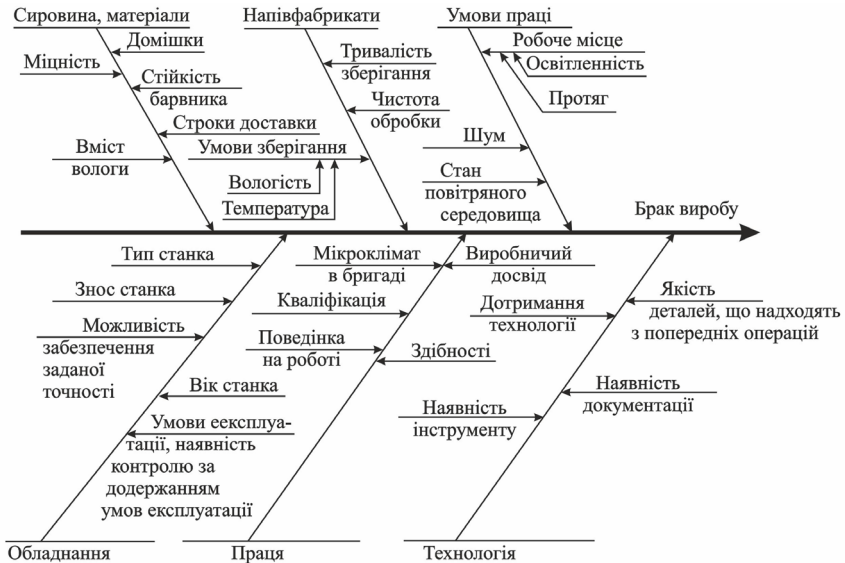 Сировина, матеріали
Домішки
Міцність
Стійкість
барвника
Строки доставки
Вміст
вологи
Напівфабрикати
Тривалість
зберігання
Чистота
обробки
Умови зберігання
Вологість
Температура
Умови праці
Робоче місце
Освітленність
Протяг
Шум
Стан
повітряного
середовища
Брак виробу
Тип станка
Знос станка
Можливість
забезпечення
заданої
точності
Вік станка
Умови еексплуа-
тації, наявність
контролю за
додержанням
умов експлуатації
Обладнання
Мікроклімат
в бригаді
Виробничий
досвід
Кваліфікація
Поведінка
на роботі
Здібності
Праця
Якість
деталей, що надходять
з попередніх операцій
Дотримання
технології
Наявність
документації
Наявність
інструменту
Технологія